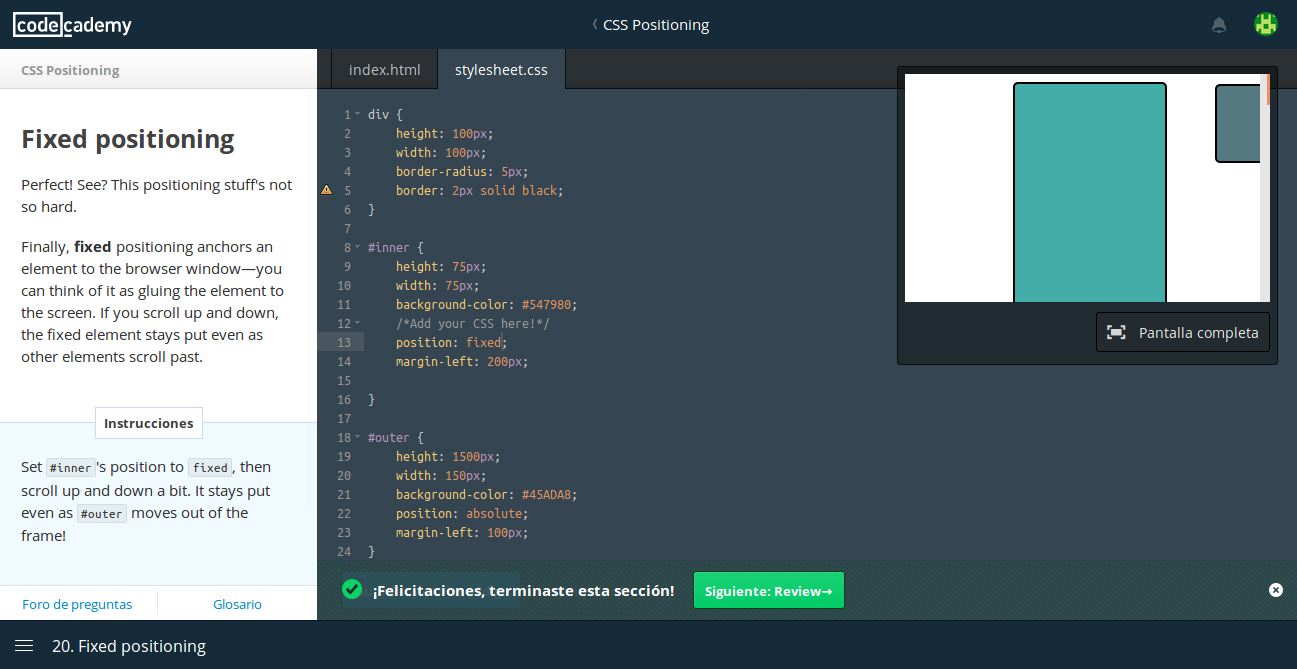 codecademy
〈 CSS Positioning
CSS Positioning
Fixed positioning
Perfect! See? This positioning stuff's not
so hard.
Finally, fixed positioning anchors an
element to the browser window—you
can think of it as gluing the element to
the screen. If you scroll up and down,
the fixed element stays put even as
other elements scroll past.
Instrucciones
Set #inner's position to fixed, then
scroll up and down a bit. It stays put
even as #outer moves out of the
frame!
Foro de preguntas
Glosario
index.html
stylesheet.css
1 div {
2     height: 100px;
3     width: 100px;
4     border-radius: 5px;
5     border: 2px solid black;
6 }
7
8 #inner {
9     height: 75px;
10     width: 75px;
11     background-color: #547980;
12     /*Add your CSS here!*/
13     position: fixed;
14     margin-left: 200px;
15
16 }
17
18 #outer {
19     height: 1500px;
20     width: 150px;
21     background-color: #45ADA8;
22     position: absolute;
23     margin-left: 100px;
24 }
Pantalla completa
¡Felicitaciones, terminaste esta sección!
Siguiente: Review→
20. Fixed positioning